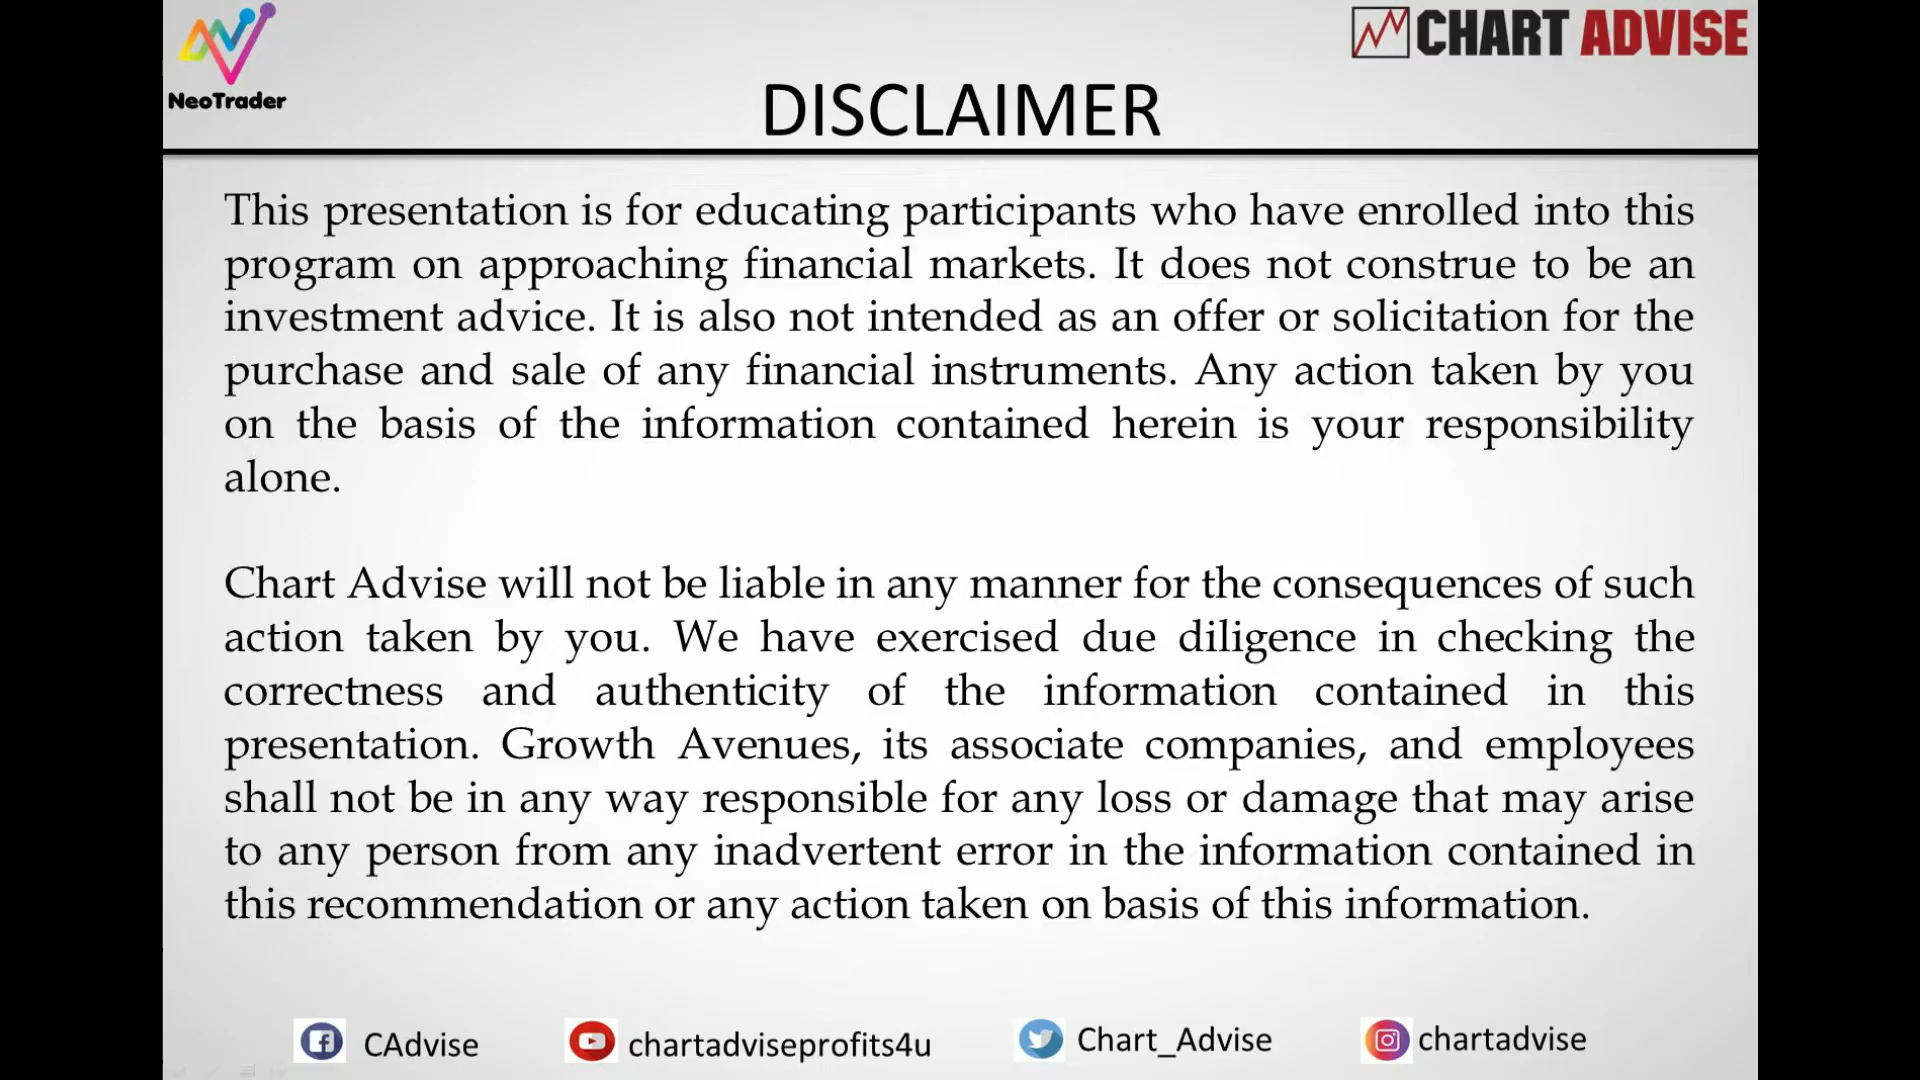 NeoTrader
CHART ADVISE
DISCLAIMER
This presentation is for educating participants who have enrolled into this
program on approaching financial markets. It does not construe to be an
investment advice. It is also not intended as an offer or solicitation for the
purchase and sale of any financial instruments. Any action taken by you
on the basis of the information contained herein is your responsibility
alone.
Chart Advise will not be liable in any manner for the consequences of such
action taken by you. We have exercised due diligence in checking the
correctness and authenticity of the information contained in this
presentation. Growth Avenues, its associate companies, and employees
shall not be in any way responsible for any loss or damage that may arise
to any person from any inadvertent error in the information contained in
this recommendation or any action taken on basis of this information.
CAdvise
chartadviseprofits4u
Chart_Advise
chartadvise